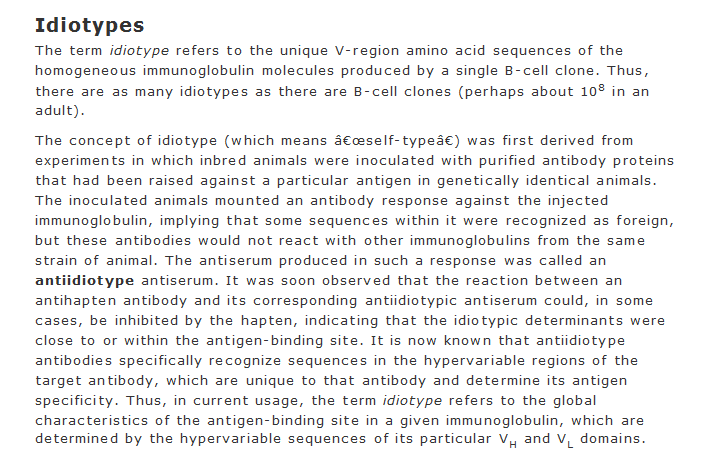 Idiotypes
The term idiotype refers to the unique V-region amino acid sequences of the
homogeneous immunoglobulin molecules produced by a single B-cell clone. Thus,
there are as many idiotypes as there are B-cell clones (perhaps about 10⁸ in an
adult).
The concept of idiotype (which means â€œself-typeâ€) was first derived from
experiments in which inbred animals were inoculated with purified antibody proteins
that had been raised against a particular antigen in genetically identical animals.
The inoculated animals mounted an antibody response against the injected
immunoglobulin, implying that some sequences within it were recognized as foreign,
but these antibodies would not react with other immunoglobulins from the same
strain of animal. The antiserum produced in such a response was called an
antiidiotype antiserum. It was soon observed that the reaction between an
antihapten antibody and its corresponding antiidiotypic antiserum could, in some
cases, be inhibited by the hapten, indicating that the idiotypic determinants were
close to or within the antigen-binding site. It is now known that antiidiotype
antibodies specifically recognize sequences in the hypervariable regions of the
target antibody, which are unique to that antibody and determine its antigen
specificity. Thus, in current usage, the term idiotype refers to the global
characteristics of the antigen-binding site in a given immunoglobulin, which are
determined by the hypervariable sequences of its particular VH and VL domains.